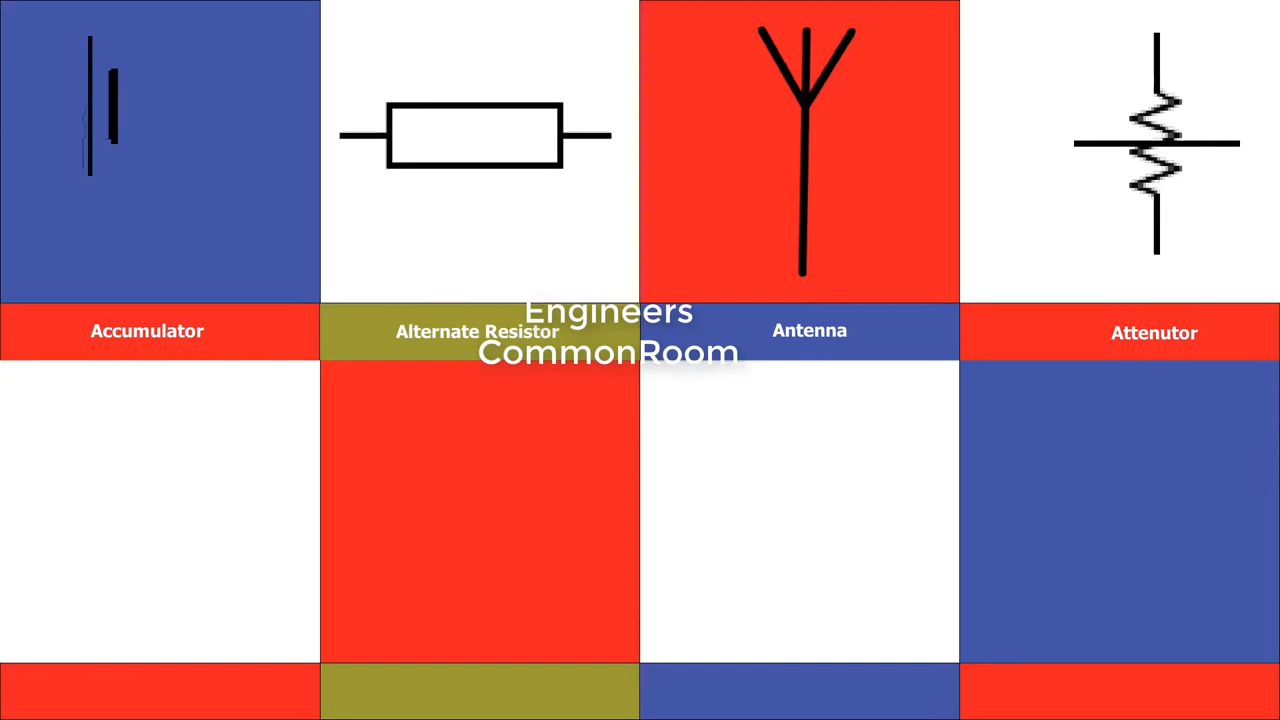 Accumulator
Alternate Resistor
Antenna
Attenutor
Engineers
CommonRoom